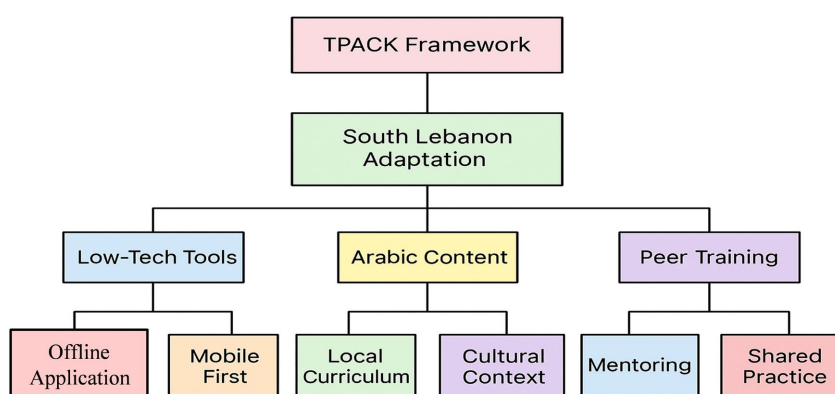 TPACK Framework
South Lebanon
Adaptation
Low-Tech Tools
Arabic Content
Peer Training
Offline
Application
Mobile
First
Local
Curriculum
Cultural
Context
Mentoring
Shared
Practice